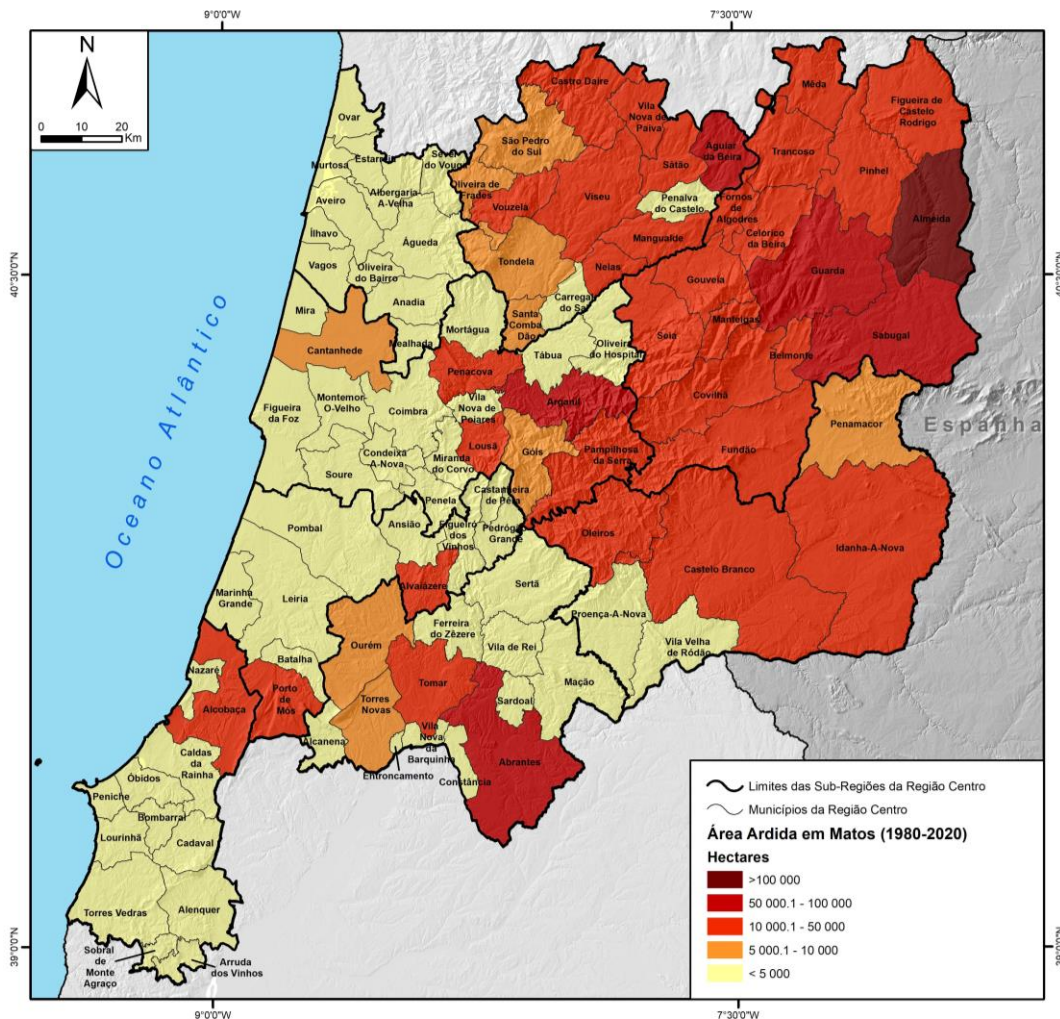 9°0'0"W
7°30'0"W
N
0 10 20
Km
40°30'0"N
40°30'0"N
39°0'0"N
39°0'0"N
Oceano Atlântico
Espanha
Castro Daire
Mêda
Figueira de
Castelo
Rodrigo
Ovar
Vila
Nova de
Paiva
São Pedro
do Sul
Aguiar
da Beira
Trancoso
Murtosa
Estarreja
Sever
do Vouga
Sátão
Pinhel
Albergaria
A-Velha
Oliveira de
Frades
Penalva
do Castelo
Fornos de
Algodres
Aveiro
Vouzela
Viseu
Almeida
Ílhavo
Águeda
Mangualde
Celorico
da Beira
Vagos
Oliveira
do Bairro
Tondela
Nelas
Gouveia
Guarda
Anadia
Carregal
do Sal
Mira
Mortágua
Santa
Comba
Dão
Manteigas
Seia
Sabugal
Mealhada
Tábua
Oliveira
do Hospital
Cantanhede
Belmonte
Penacova
Montemor-
O-Velho
Coimbra
Vila
Nova de
Poiares
Arganil
Covilhã
Figueira
da Foz
Penamacor
Lousã
Góis
Pampilhosa
da Serra
Fundão
Condeixa
A-Nova
Miranda
do Corvo
Soure
Penela
Castanheira
de Pêra
Pombal
Ansião
Figueiró
dos
Vinhos
Pedrógão
Grande
Oleiros
Idanha-A-Nova
Castelo Branco
Alvaiázere
Sertã
Marinha
Grande
Leiria
Proença-A-Nova
Ferreira
do Zêzere
Vila Velha
de Ródão
Ourém
Vila de Rei
Batalha
Nazaré
Tomar
Mação
Porto
de
Mós
Torres
Novas
Sardoal
Alcobaça
Alcanena
Vila
Nova
da
Barquinha
Caldas
da
Rainha
Entroncamento
Constância
Abrantes
Óbidos
Peniche
Bombarral
Lourinhã
Cadaval
Torres Vedras
Alenquer
Sobral
de
Monte
Agraço
Arruda
dos Vinhos
Limites das Sub-Regiões da Região Centro
Municípios da Região Centro
Área Ardida em Matos (1980-2020)
Hectares
>100 000
50 000.1 - 100 000
10 000.1 - 50 000
5 000.1 - 10 000
< 5 000
9°0'0"W
7°30'0"W